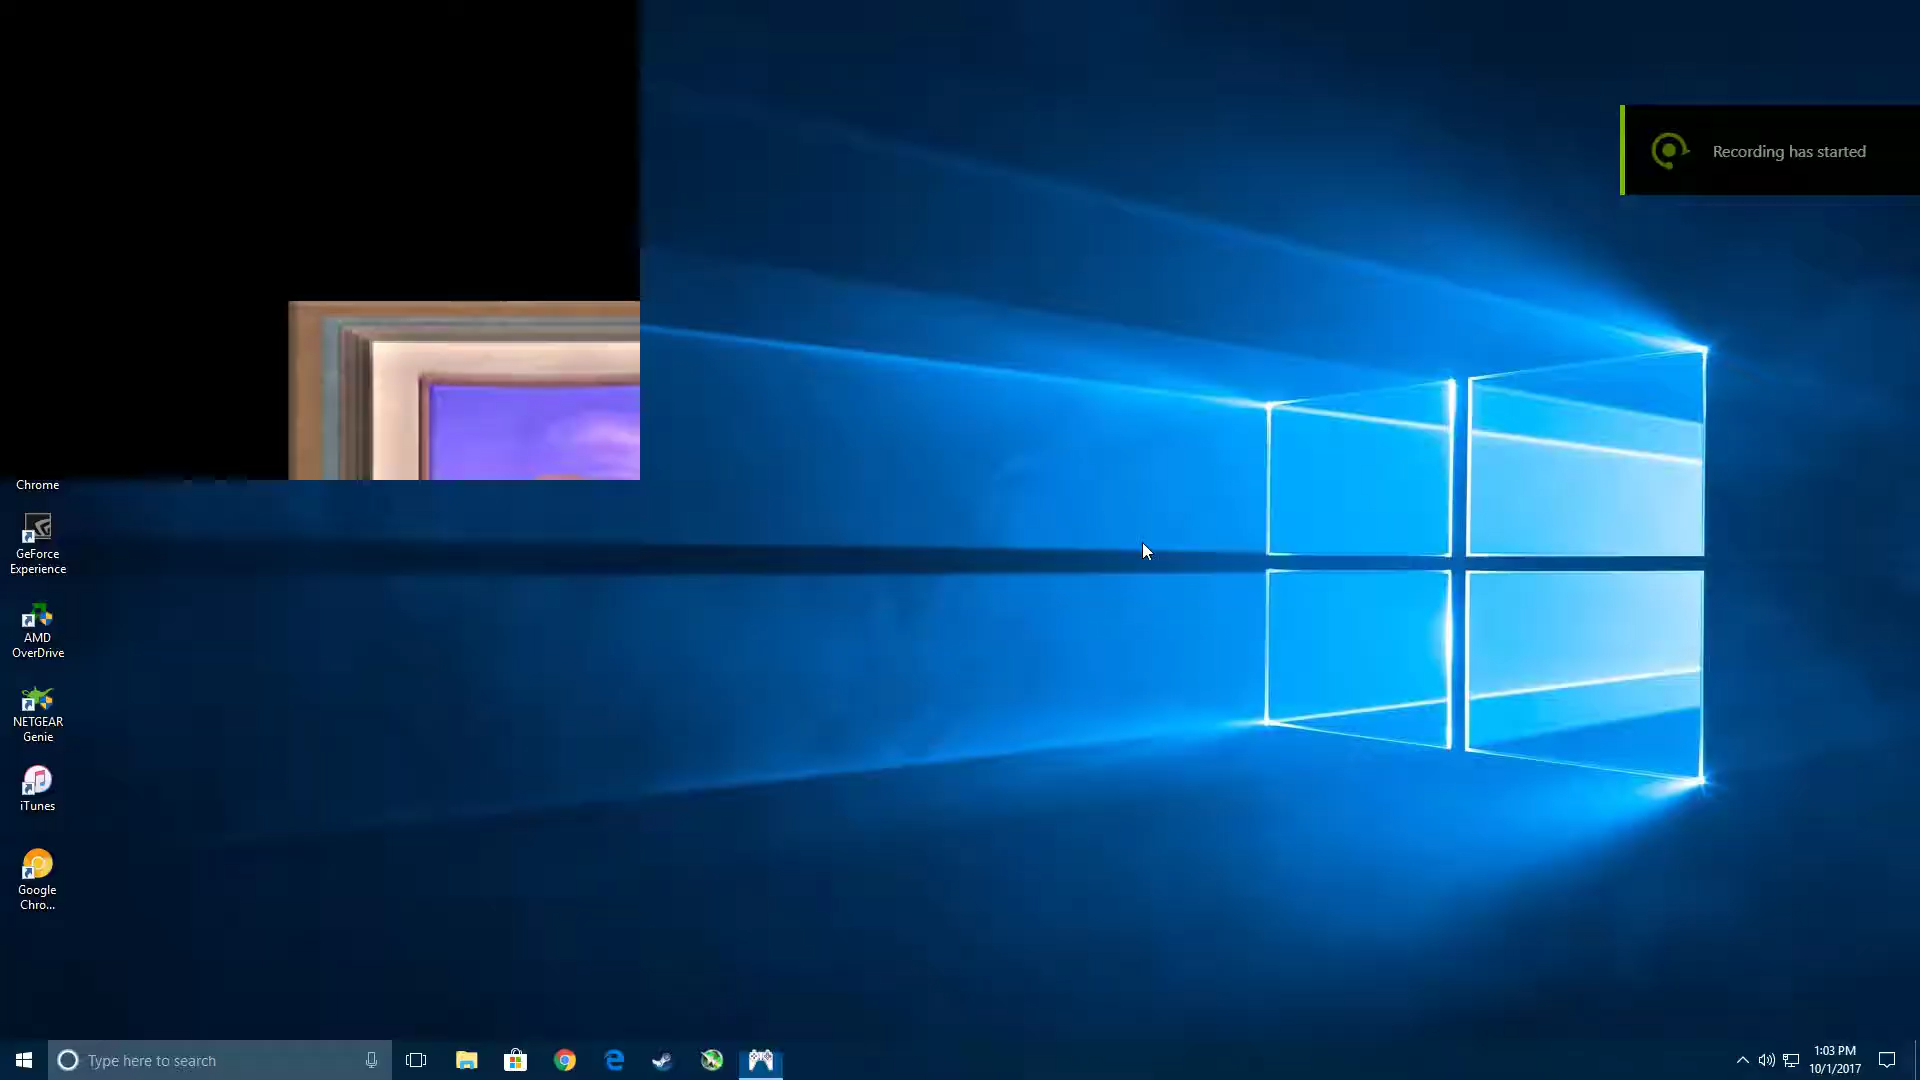 Recording has started
Chrome
GeForce
Experience
AMD
OverDrive
NETGEAR
Genie
iTunes
Google
Chro...
Type here to search
1:03 PM
10/1/2017